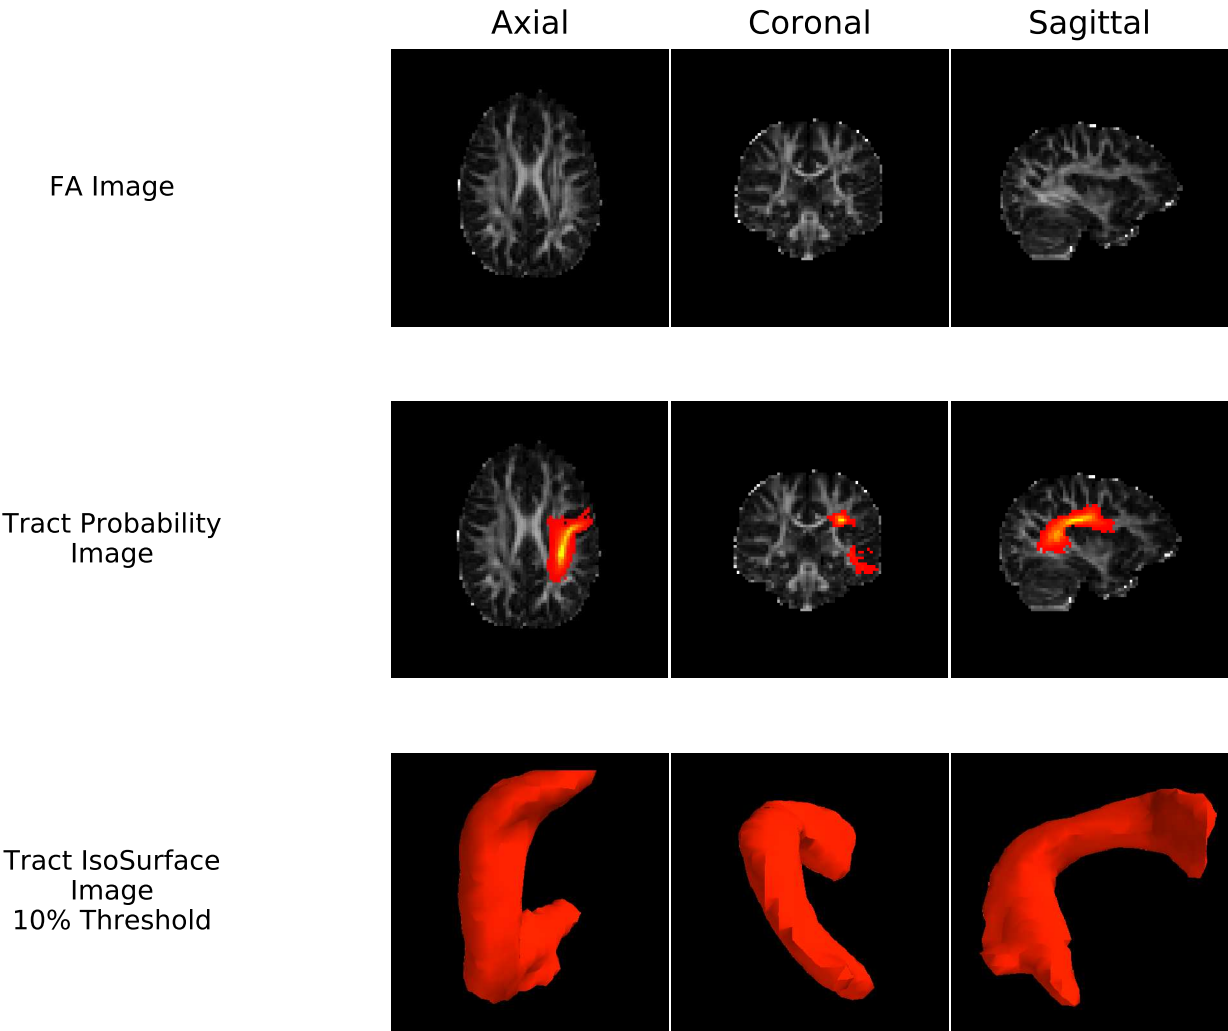 Axial Coronal Sagittal
FA Image
Tract Probability
Image
Tract IsoSurface
Image
10% Threshold